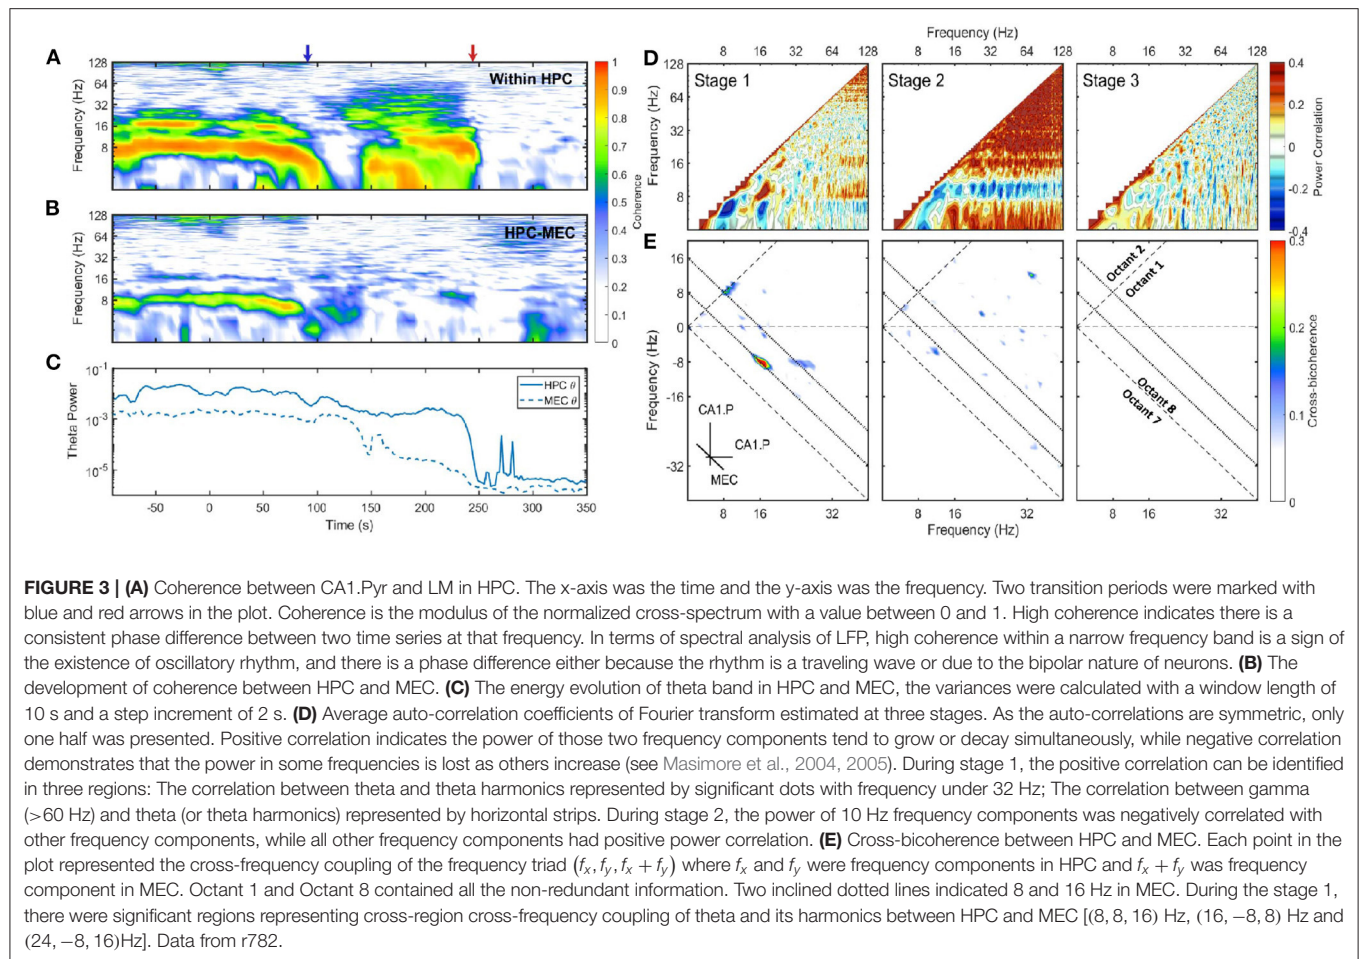 A
128
64
32
16
8
Frequency (Hz)
Within HPC
1
0.9
0.8
0.7
0.6
0.5
0.4
0.3
0.2
0.1
0
Coherence
B
128
64
32
16
8
Frequency (Hz)
HPC-MEC
C
10-1
10-3
10-5
Theta Power
HPC θ
MEC θ
-50 0 50 100 150 200 250 300 350
Time (s)
Frequency (Hz)
8 16 32 64 128 8 16 32 64 128 8 16 32 64 128
D
Stage 1 Stage 2 Stage 3
64
32
16
8
Frequency (Hz)
0.4
0.2
0
-0.2
-0.4
Power Correlation
E
16
8
0
-16
-32
Frequency (Hz)
CA1.P
CA1.P
MEC
Octant 2
Octant 1
Octant 8
Octant 7
0.3
0.2
0.1
0
Cross-bicoherence
8 16 32 8 16 32 8 16 32
Frequency (Hz)
FIGURE 3 | (A) Coherence between CA1.Pyr and LM in HPC. The x-axis was the time and the y-axis was the frequency. Two transition periods were marked with
blue and red arrows in the plot. Coherence is the modulus of the normalized cross-spectrum with a value between 0 and 1. High coherence indicates there is a
consistent phase difference between two time series at that frequency. In terms of spectral analysis of LFP, high coherence within a narrow frequency band is a sign of
the existence of oscillatory rhythm, and there is a phase difference either because the rhythm is a traveling wave or due to the bipolar nature of neurons. (B) The
development of coherence between HPC and MEC. (C) The energy evolution of theta band in HPC and MEC, the variances were calculated with a window length of
10 s and a step increment of 2 s. (D) Average auto-correlation coefficients of Fourier transform estimated at three stages. As the auto-correlations are symmetric, only
one half was presented. Positive correlation indicates the power of those two frequency components tend to grow or decay simultaneously, while negative correlation
demonstrates that the power in some frequencies is lost as others increase (see Masimore et al., 2004, 2005). During stage 1, the positive correlation can be identified
in three regions: The correlation between theta and theta harmonics represented by significant dots with frequency under 32 Hz; The correlation between gamma
(>60 Hz) and theta (or theta harmonics) represented by horizontal strips. During stage 2, the power of 10 Hz frequency components was negatively correlated with
other frequency components, while all other frequency components had positive power correlation. (E) Cross-bicoherence between HPC and MEC. Each point in the
plot represented the cross-frequency coupling of the frequency triad (fx, fy, fx + fy) where fx and fy were frequency components in HPC and fx + fy was frequency
component in MEC. Octant 1 and Octant 8 contained all the non-redundant information. Two inclined dotted lines indicated 8 and 16 Hz in MEC. During the stage 1,
there were significant regions representing cross-region cross-frequency coupling of theta and its harmonics between HPC and MEC [(8, 8, 16) Hz, (16, −8, 8) Hz and
(24, −8, 16)Hz]. Data from r782.